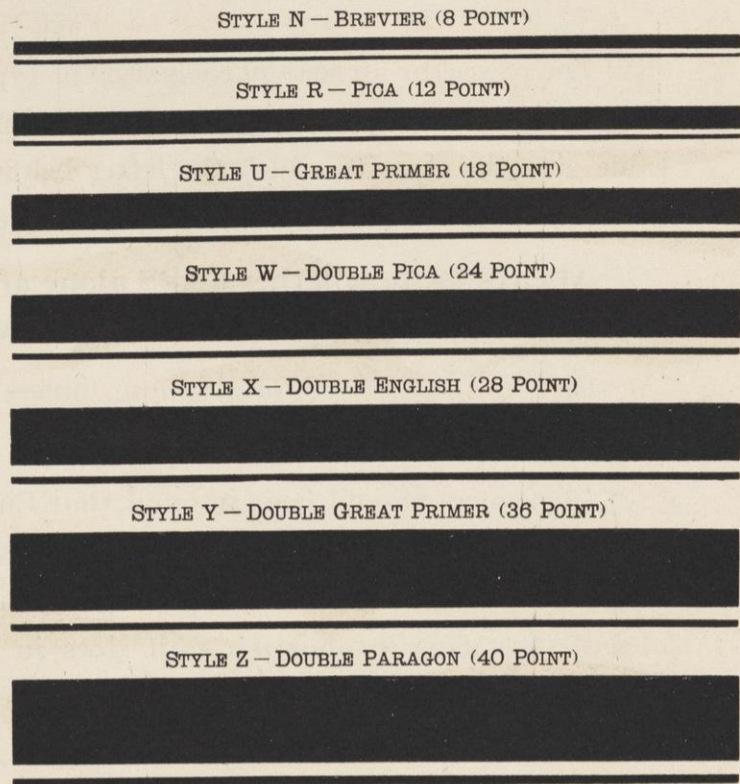 STYLE N — BREVIER (8 POINT)
STYLE R — PICA (12 POINT)
STYLE U — GREAT PRIMER (18 POINT)
STYLE W — DOUBLE PICA (24 POINT)
STYLE X — DOUBLE ENGLISH (28 POINT)
STYLE Y — DOUBLE GREAT PRIMER (36 POINT)
STYLE Z — DOUBLE PARAGON (40 POINT)